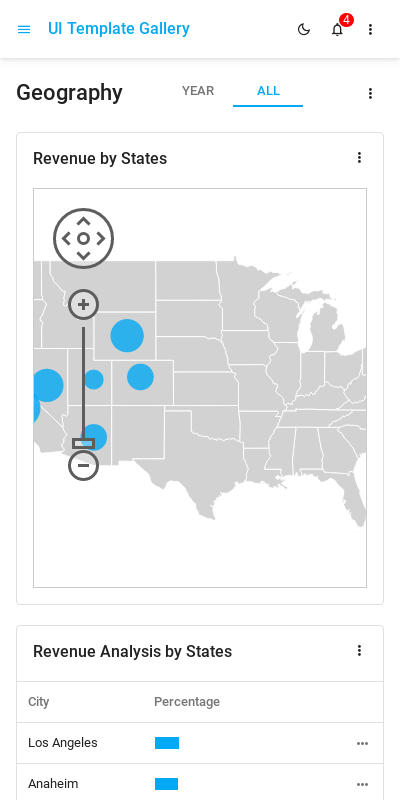 UI Template Gallery
4
Geography
YEAR
ALL
Revenue by States
Revenue Analysis by States
City Percentage
Los Angeles
Anaheim